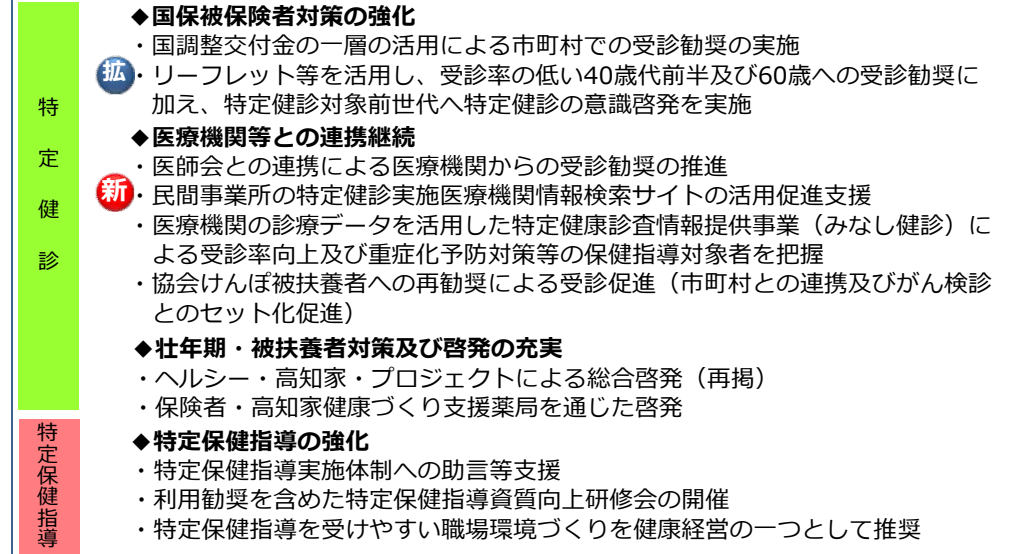 特定健診
◆国保被保険者対策の強化
・国調整交付金の一層の活用による市町村での受診勧奨の実施
拡・リーフレット等を活用し、受診率の低い40歳代前半及び60歳への受診勧奨に
加え、特定健診対象前世代へ特定健診の意識啓発を実施
◆医療機関等との連携継続
・医師会との連携による医療機関からの受診勧奨の推進
新・民間事業所の特定健診実施医療機関情報検索サイトの活用促進支援
・医療機関の診療データを活用した特定健康診査情報提供事業（みなし健診）に
よる受診率向上及び重症化予防対策等の保健指導対象者を把握
・協会けんぽ被扶養者への再勧奨による受診促進（市町村との連携及びがん検診
とのセット化促進）
◆壮年期・被扶養者対策及び啓発の充実
・ヘルシー・高知家・プロジェクトによる総合啓発（再掲）
・保険者・高知家健康づくり支援薬局を通じた啓発
特定保健指導
◆特定保健指導の強化
・特定保健指導実施体制への助言等支援
・利用勧奨を含めた特定保健指導資質向上研修会の開催
・特定保健指導を受けやすい職場環境づくりを健康経営の一つとして推奨